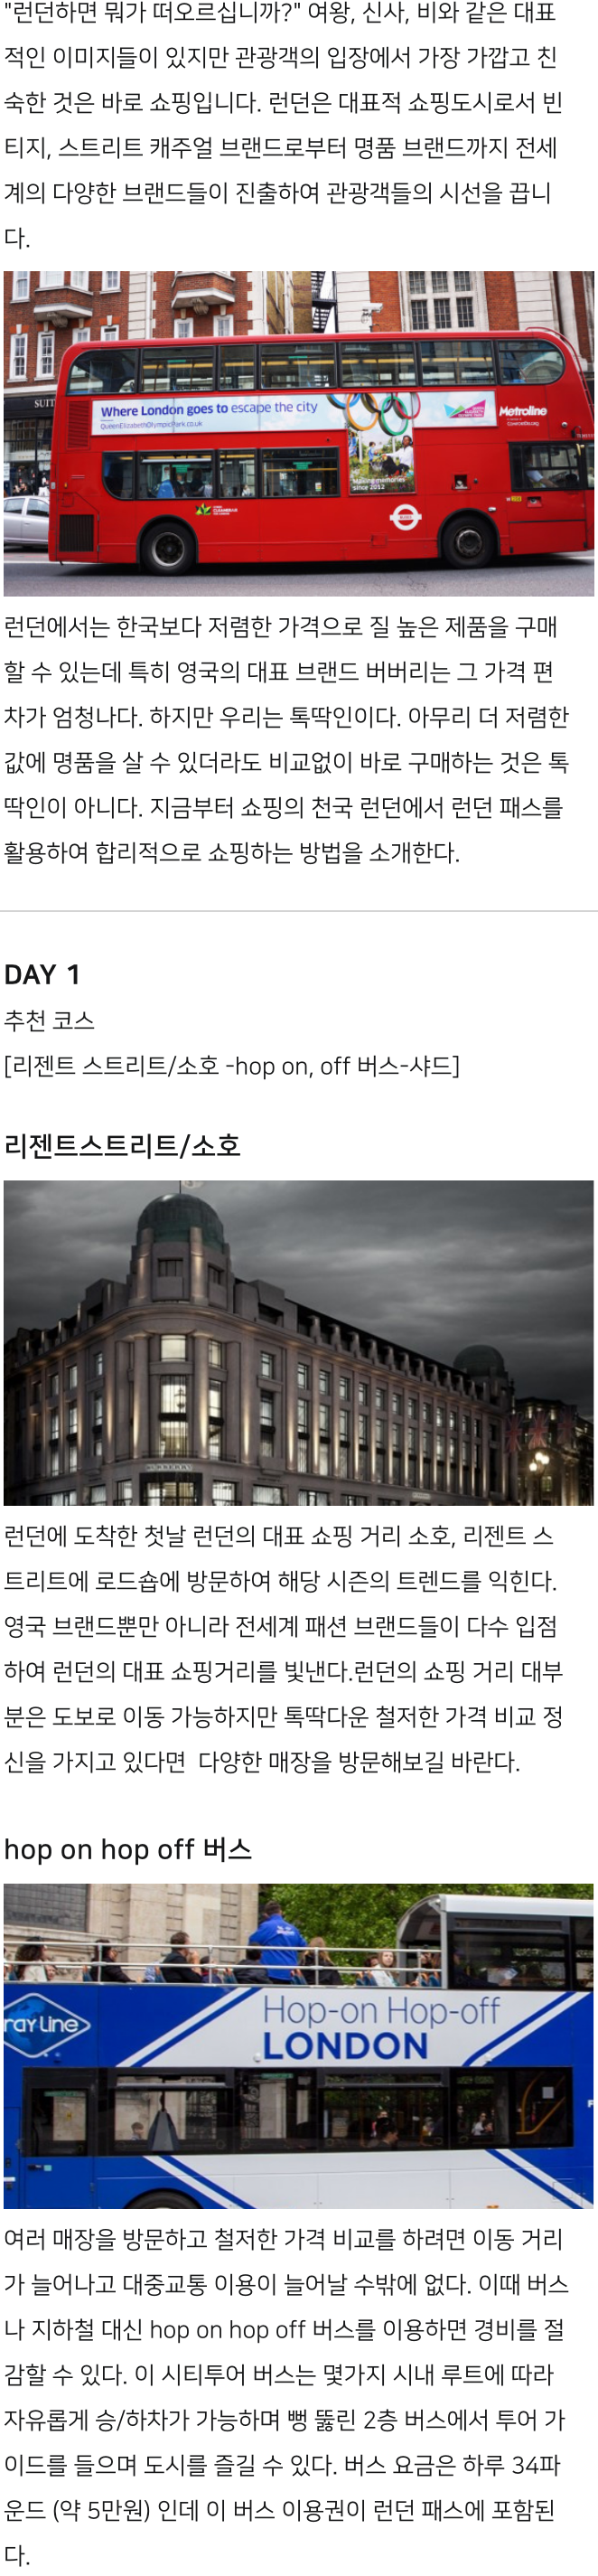 "런던하면 뭐가 떠오르십니까?" 여왕, 신사, 비와 같은 대표
적인 이미지들이 있지만 관광객의 입장에서 가장 가깝고 친
숙한 것은 바로 쇼핑입니다. 런던은 대표적 쇼핑도시로서 빈
티지, 스트리트 캐주얼 브랜드로부터 명품 브랜드까지 전세
계의 다양한 브랜드들이 진출하여 관광객들의 시선을 끕니
다.
SUIT
Where London goes to escape the city
QueenElizabethOlympicPark.co.uk
Metroline
Making memories
since 2012
런던에서는 한국보다 저렴한 가격으로 질 높은 제품을 구매
할 수 있는데 특히 영국의 대표 브랜드 버버리는 그 가격 편
차가 엄청나다. 하지만 우리는 톡딱인이다. 아무리 더 저렴한
값에 명품을 살 수 있더라도 비교없이 바로 구매하는 것은 톡
딱인이 아니다. 지금부터 쇼핑의 천국 런던에서 런던 패스를
활용하여 합리적으로 쇼핑하는 방법을 소개한다.
DAY 1
추천 코스
[리젠트 스트리트/소호 -hop on, off 버스-샤드]
리젠트스트리트/소호
런던에 도착한 첫날 런던의 대표 쇼핑 거리 소호, 리젠트 스
트리트에 로드숍에 방문하여 해당 시즌의 트렌드를 익힌다.
영국 브랜드뿐만 아니라 전세계 패션 브랜드들이 다수 입점
하여 런던의 대표 쇼핑거리를 빛낸다.런던의 쇼핑 거리 대부
분은 도보로 이동 가능하지만 톡딱다운 철저한 가격 비교 정
신을 가지고 있다면  다양한 매장을 방문해보길 바란다.
hop on hop off 버스
ray Line
Hop-on Hop-off
LONDON
여러 매장을 방문하고 철저한 가격 비교를 하려면 이동 거리
가 늘어나고 대중교통 이용이 늘어날 수밖에 없다. 이때 버스
나 지하철 대신 hop on hop off 버스를 이용하면 경비를 절
감할 수 있다. 이 시티투어 버스는 몇가지 시내 루트에 따라
자유롭게 승/하차가 가능하며 뻥 뚫린 2층 버스에서 투어 가
이드를 들으며 도시를 즐길 수 있다. 버스 요금은 하루 34파
운드 (약 5만원) 인데 이 버스 이용권이 런던 패스에 포함된
다.